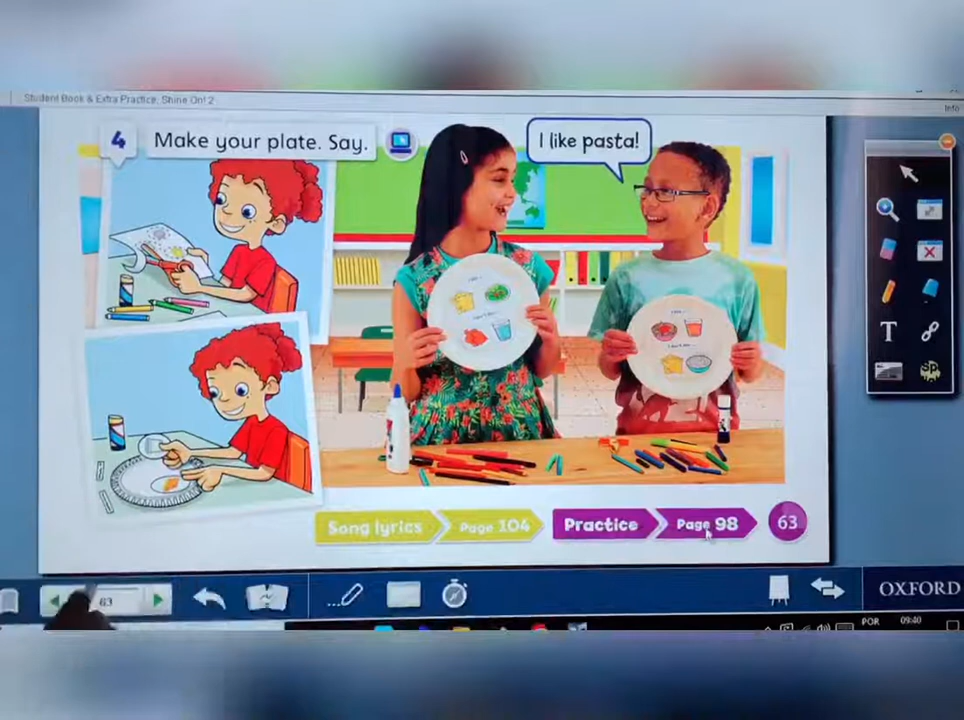 Student Book & Extra Practice, Shine On! 2
Info
4 Make your plate. Say.
I like pasta!
T
Song lyrics Page 104 Practice Page 98 63
63
OXFORD
POR 09:40